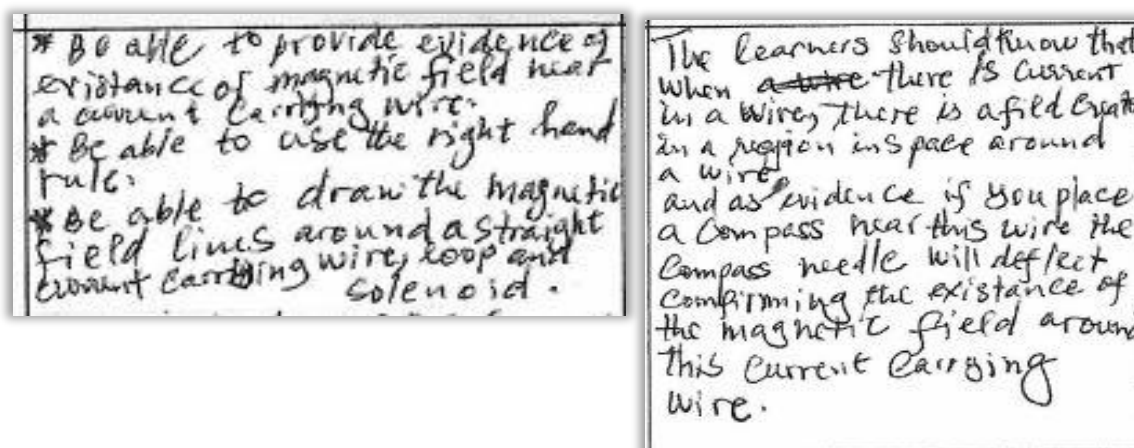 * Be able to provide evidence of
existance of magnetic field near
a current carrying wire.
* Be able to use the right hand
rule.
* Be able to draw the magnetic
field lines around a straight
current carrying wire, loop and
solenoid.
The learners should know that
when a wire there is current
in a wire, there is a field create
in a region in space around
a wire
and as evidence if you place
a compass near this wire the
compass needle will deflect
comfirming the existance of
the magnetic field around
this current carrying
wire.